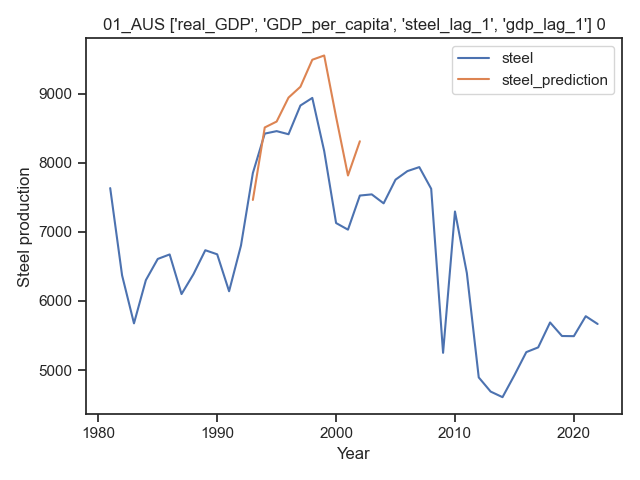 01_AUS ['real_GDP', 'GDP_per_capita', 'steel_lag_1', 'gdp_lag_1'] 0
steel
steel_prediction
9000
8000
7000
6000
5000
Steel production
1980
1990
2000
2010
2020
Year